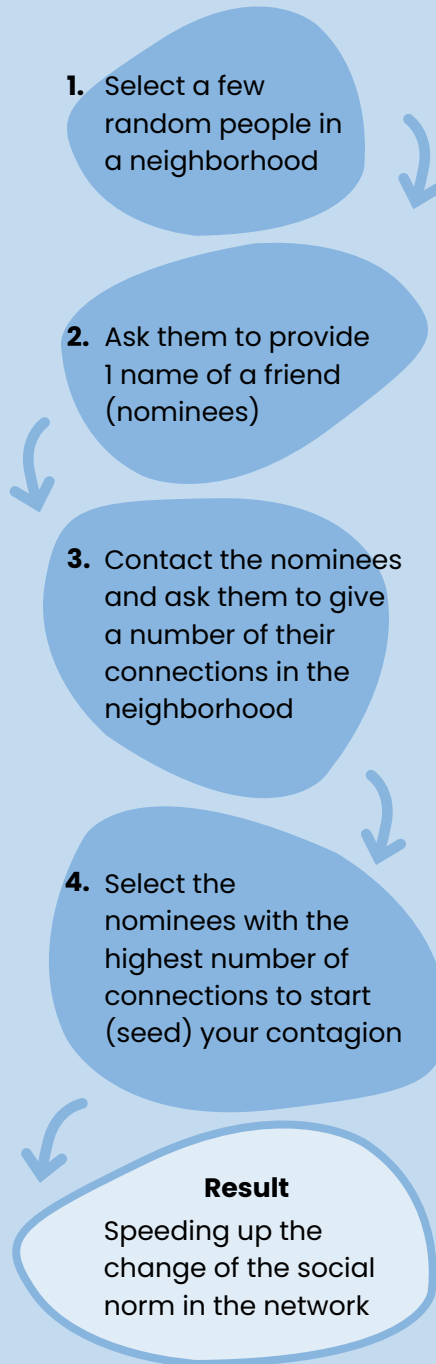 1. Select a few
random people in
a neighborhood
2. Ask them to provide
1 name of a friend
(nominees)
3. Contact the nominees
and ask them to give
a number of their
connections in the
neighborhood
4. Select the
nominees with the
highest number of
connections to start
(seed) your contagion
Result
Speeding up the
change of the social
norm in the network